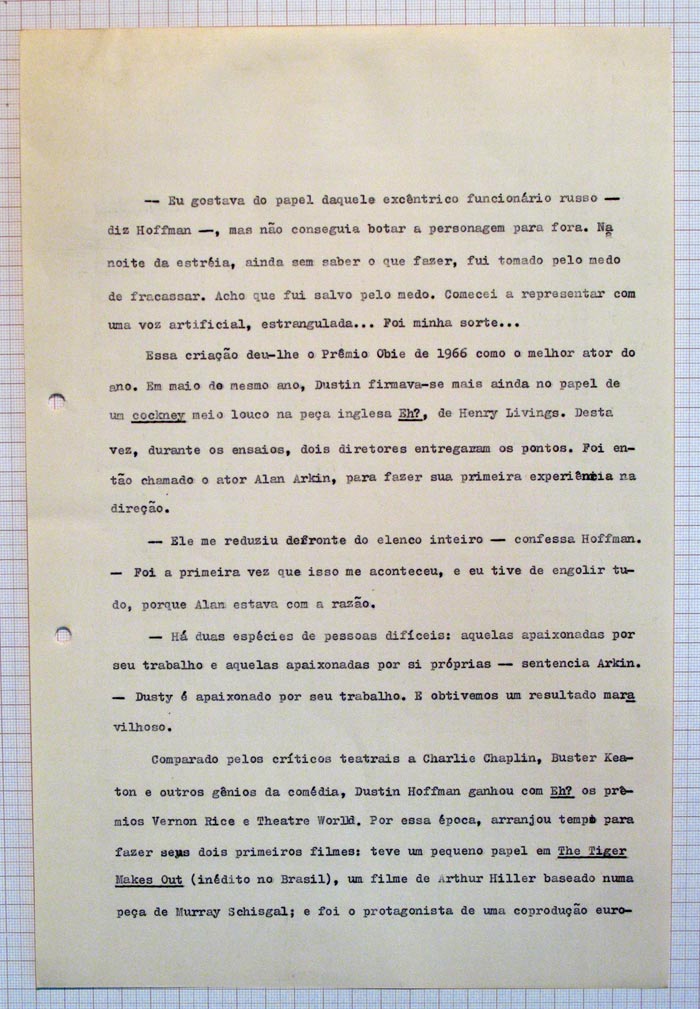 — Eu gostava do papel daquele excêntrico funcionário russo —
diz Hoffman —, mas não conseguia botar a personagem para fora. Na
noite da estréia, ainda sem saber o que fazer, fui tomado pelo medo
de fracassar. Acho que fui salvo pelo medo. Comecei a representar com
uma voz artificial, estrangulada... Foi minha sorte...
Essa criação deu-lhe o Prêmio Obie de 1966 como o melhor ator do
ano. Em maio do mesmo ano, Dustin firmava-se mais ainda no papel de
um cockney meio louco na peça inglesa Eh?, de Henry Livings. Desta
vez, durante os ensaios, dois diretores entregaram os pontos. Foi en-
tão chamado o ator Alan Arkin, para fazer sua primeira experiência na
direção.
— Ele me reduziu defronte do elenco inteiro — confessa Hoffman.
— Foi a primeira vez que isso me aconteceu, e eu tive de engolir tu-
do, porque Alan estava com a razão.
— Há duas espécies de pessoas difíceis: aquelas apaixonadas por
seu trabalho e aquelas apaixonadas por si próprias — sentencia Arkin.
— Dusty é apaixonado por seu trabalho. E obtivemos um resultado mara
vilhoso.
Comparado pelos críticos teatrais a Charlie Chaplin, Buster Kea-
ton e outros gênios da comédia, Dustin Hoffman ganhou com Eh? os prê-
mios Vernon Rice e Theatre World. Por essa época, arranjou tempo para
fazer seus dois primeiros filmes: teve um pequeno papel em The Tiger
Makes Out (inédito no Brasil), um filme de Arthur Hiller baseado numa
peça de Murray Schisgal; e foi o protagonista de uma coprodução euro-